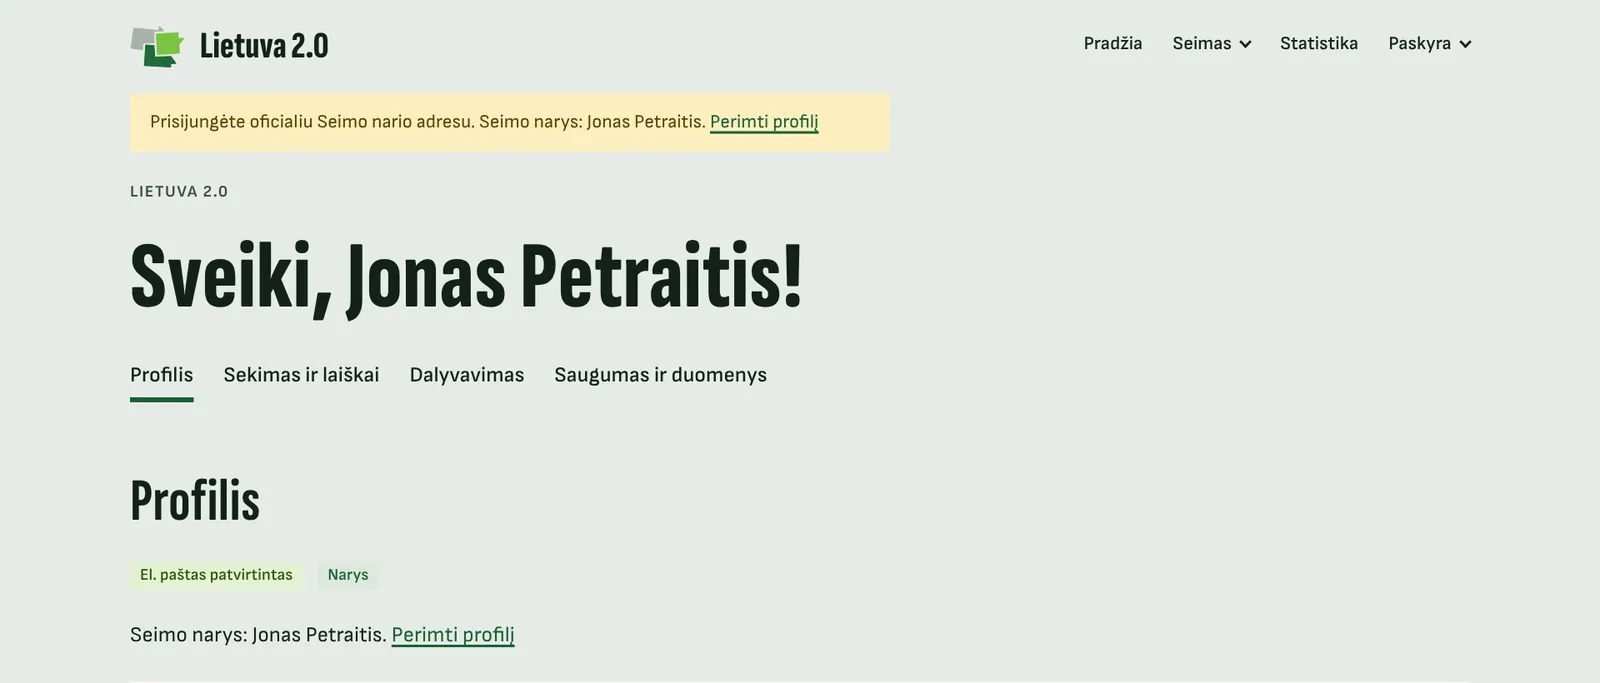 Lietuva 2.0
Pradžia
Seimas
Statistika
Paskyra
Prisijungėte oficialiu Seimo nario adresu. Seimo narys: Jonas Petraitis. Perimti profilį
LIETUVA 2.0
Sveiki, Jonas Petraitis!
Profilis
Sekimas ir laiškai
Dalyvavimas
Saugumas ir duomenys
Profilis
El. paštas patvirtintas
Narys
Seimo narys: Jonas Petraitis. Perimti profilį